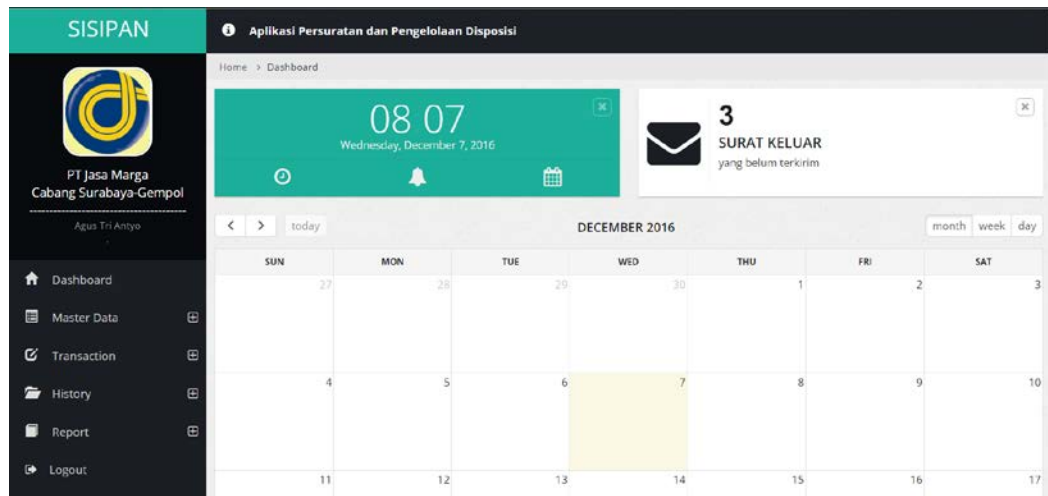 SISIPAN
Aplikasi Persuratan dan Pengelolaan Disposisi
Home > Dashboard
PT Jasa Marga
Cabang Surabaya-Gempol
Agus Tri Antyo
Dashboard
Master Data
Transaction
History
Report
Logout
08 07
Wednesday, December 7, 2016
3
SURAT KELUAR
yang belum terkirim
today
DECEMBER 2016
month week day
SUN MON TUE WED THU FRI SAT
27 28 29 30 1 2 3
4 5 6 7 8 9 10
11 12 13 14 15 16 17